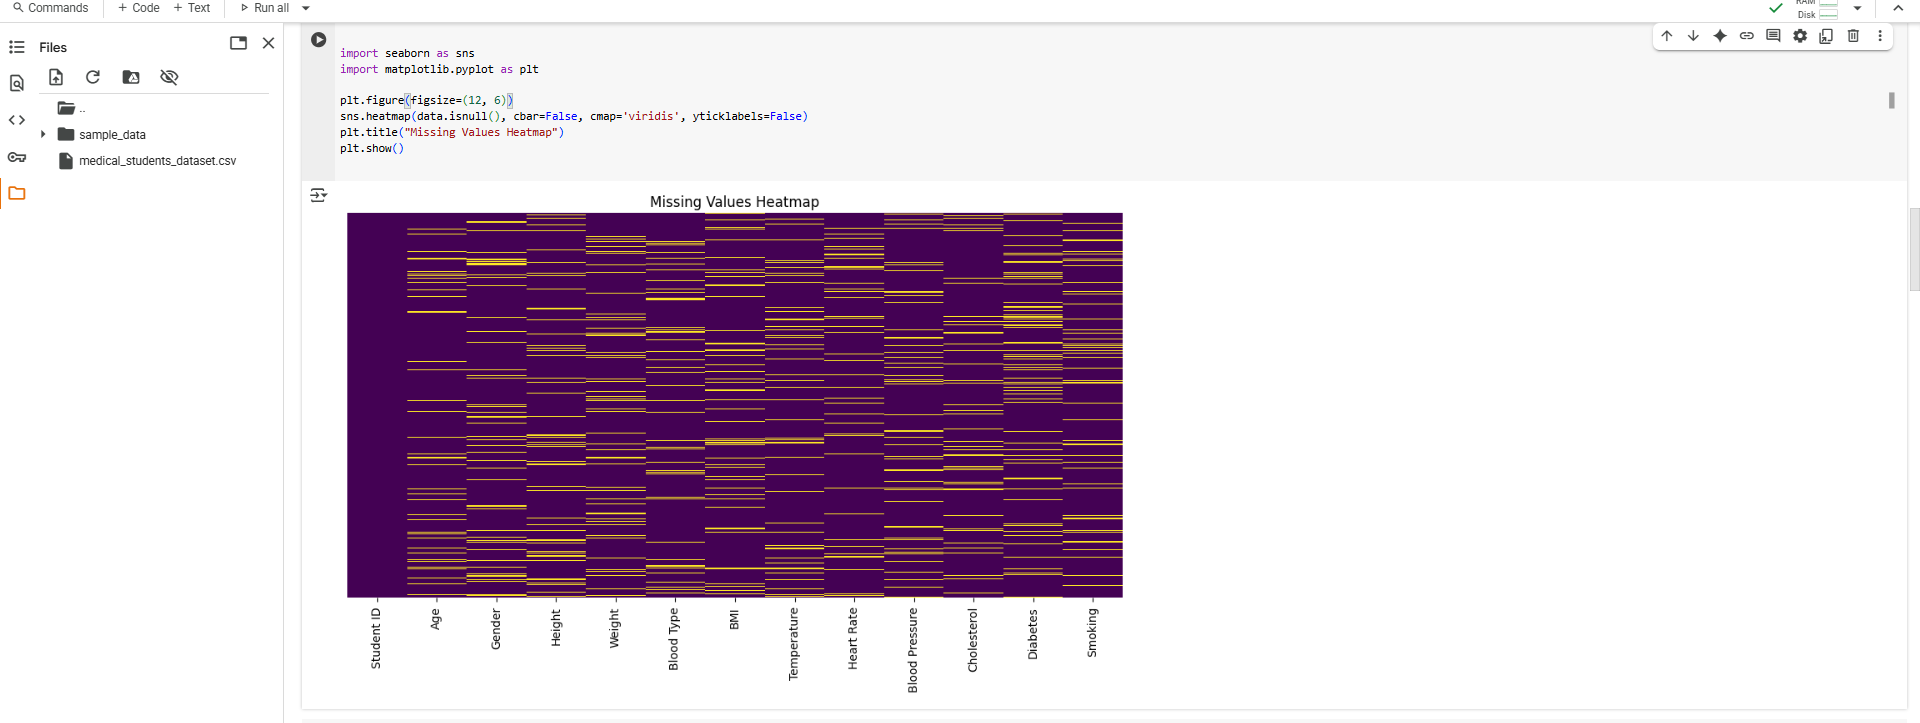 Commands + Code + Text Run all
RAM
Disk
Files
..
sample_data
medical_students_dataset.csv
import seaborn as sns
import matplotlib.pyplot as plt
plt.figure(figsize=(12, 6))
sns.heatmap(data.isnull(), cbar=False, cmap='viridis', yticklabels=False)
plt.title("Missing Values Heatmap")
plt.show()
Missing Values Heatmap
Student ID
Age
Gender
Height
Weight
Blood Type
BMI
Temperature
Heart Rate
Blood Pressure
Cholesterol
Diabetes
Smoking